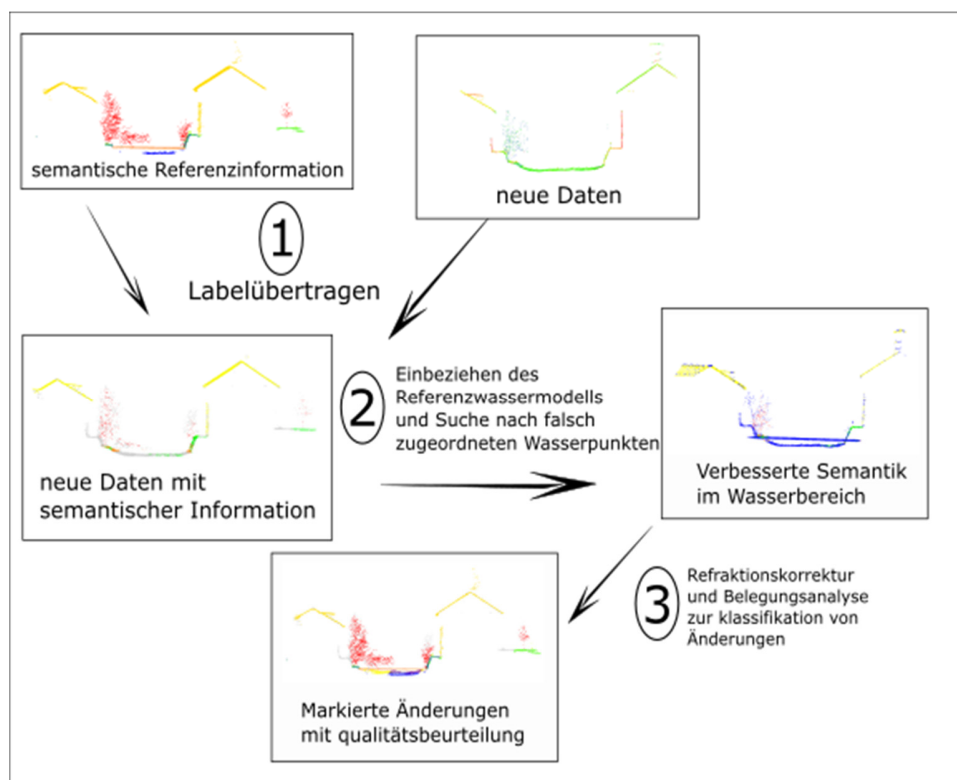 semantische Referenzinformation
neue Daten
1
Labelübertragen
neue Daten mit
semantischer Information
2
Einbeziehen des
Referenzwassermodells
und Suche nach falsch
zugeordneten Wasserpunkten
Verbesserte Semantik
im Wasserbereich
3
Refraktionskorrektur
und Belegungsanalyse
zur klassifikation von
Änderungen
Markierte Änderungen
mit qualitätsbeurteilung